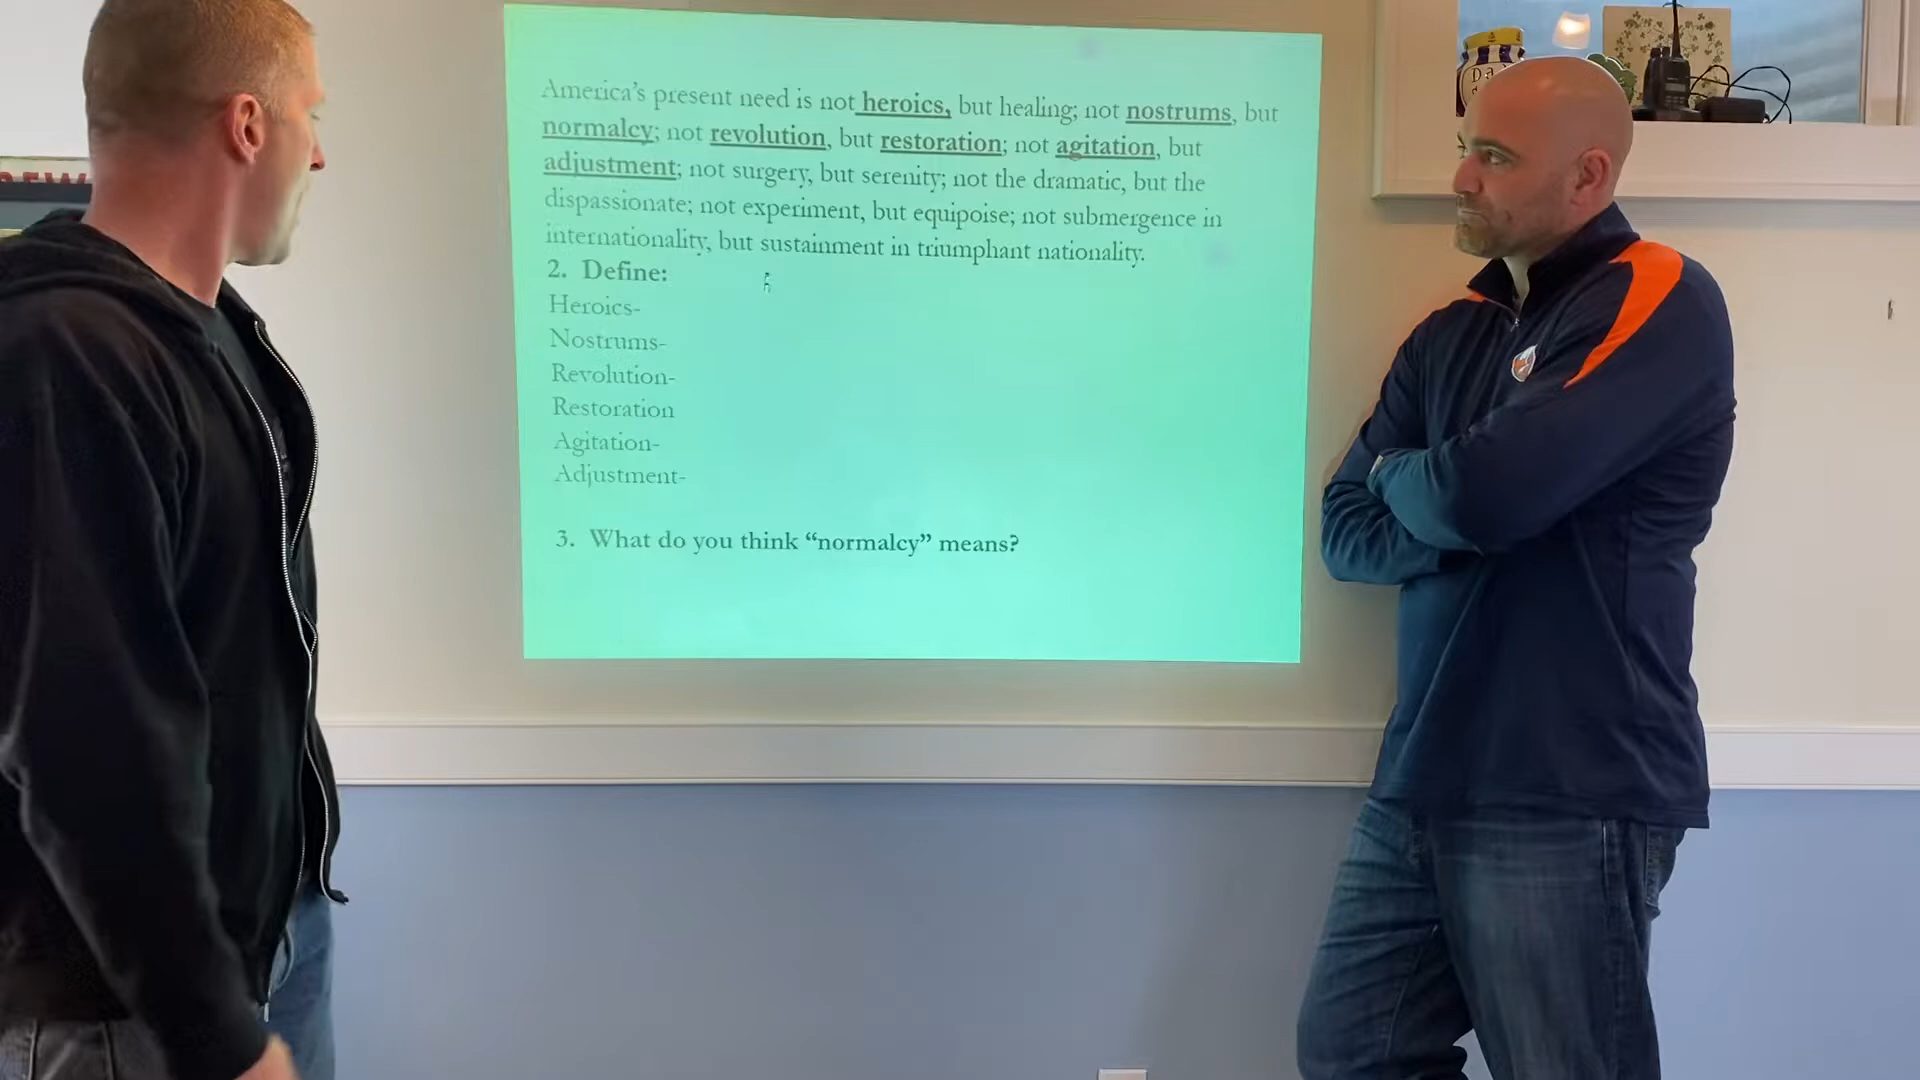 America's present need is not heroics, but healing; not nostrums, but
normalcy; not revolution, but restoration; not agitation, but
adjustment; not surgery, but serenity; not the dramatic, but the
dispassionate; not experiment, but equipoise; not submergence in
internationality, but sustainment in triumphant nationality.
2. Define:
Heroics-
Nostrums-
Revolution-
Restoration
Agitation-
Adjustment-
3. What do you think “normalcy” means?